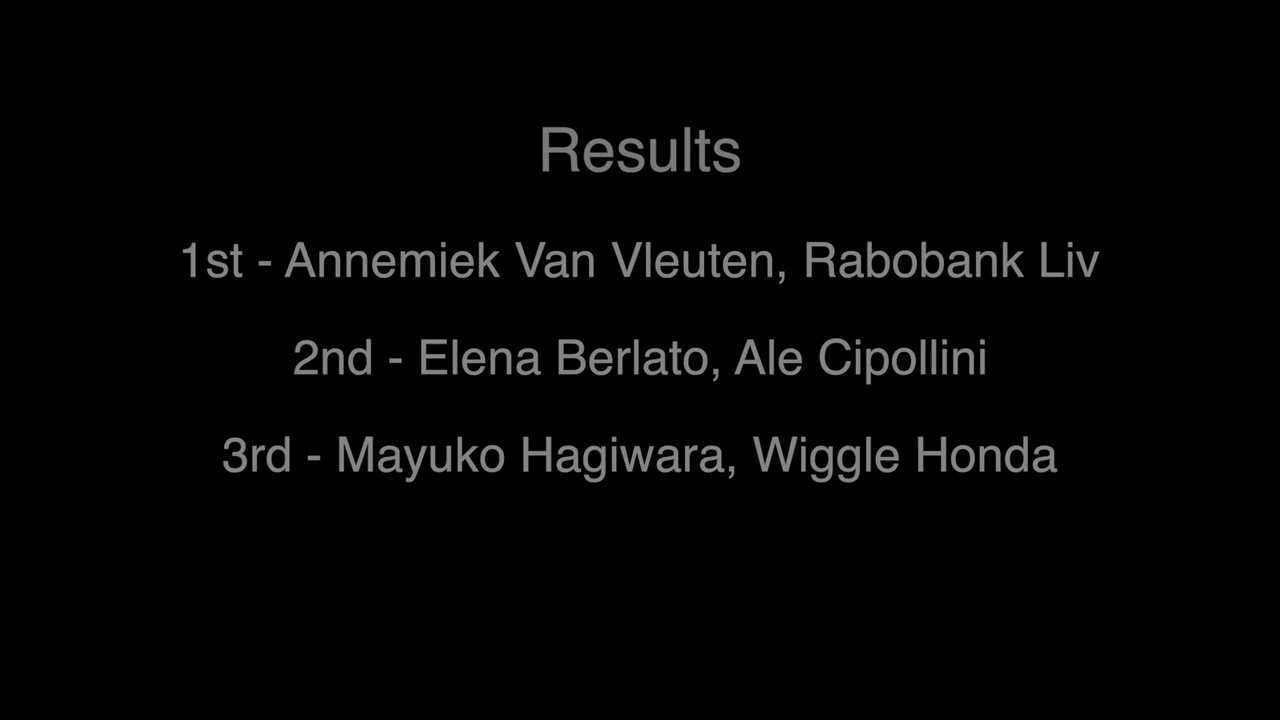 Results
1st - Annemiek Van Vleuten, Rabobank Liv
2nd - Elena Berlato, Ale Cipollini
3rd - Mayuko Hagiwara, Wiggle Honda